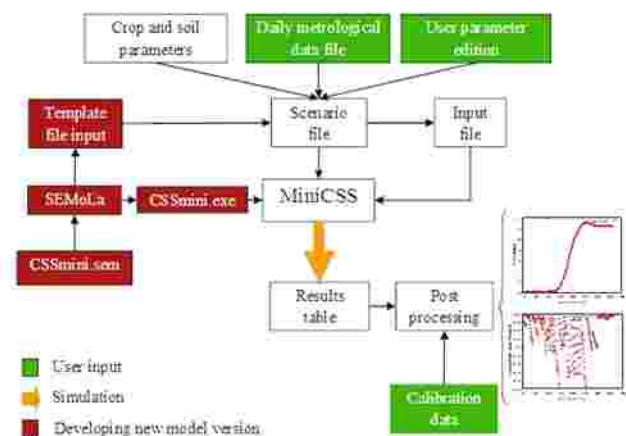 Crop and soil
parameters
Daily metrological
data file
User parameter
edition
Template
file input
Scenario
file
Input
file
SEMoLa
CSSmini.exe
MiniCSS
CSSmini.sem
Results
table
Post
processing
User input
Simulation
Calibration
data
Developing new model version